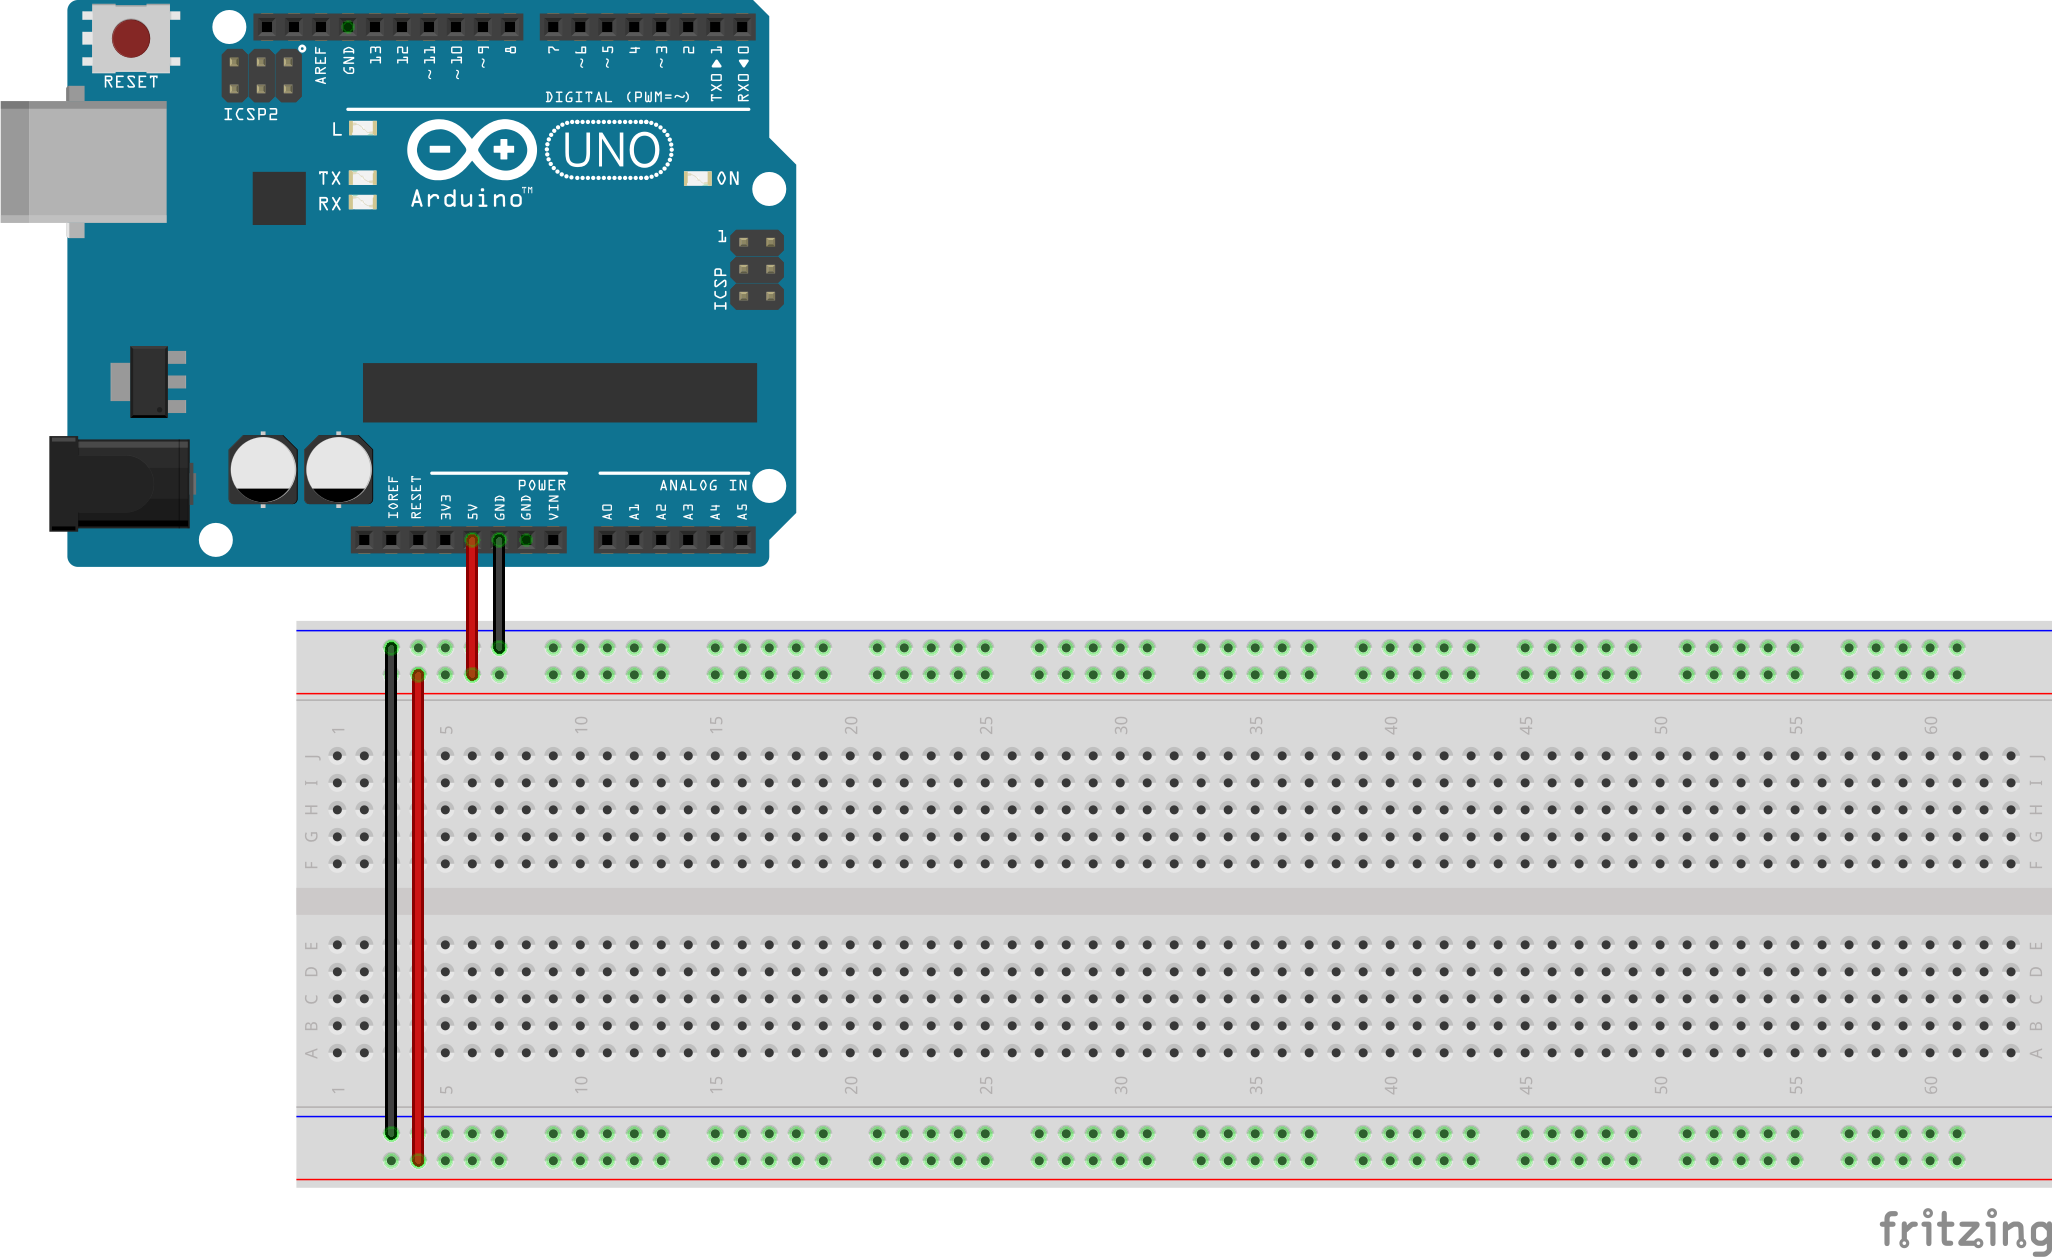 RESET
ICSP2
AREF
GND
13
12
~11
~10
~9
8
7
~6
~5
4
~3
2
TX0▶1
RX0◀0
DIGITAL (PWM=~)
L
TX
RX
Arduino™
UNO
ON
1
ICSP
POWER
ANALOG IN
IOREF
RESET
3V3
5V
GND
GND
VIN
A0
A1
A2
A3
A4
A5
1 5 10 15 20 25 30 35 40 45 50 55 60
J J
I I
H H
G G
F F
E E
D D
C C
B B
A A
1 5 10 15 20 25 30 35 40 45 50 55 60
fritzing